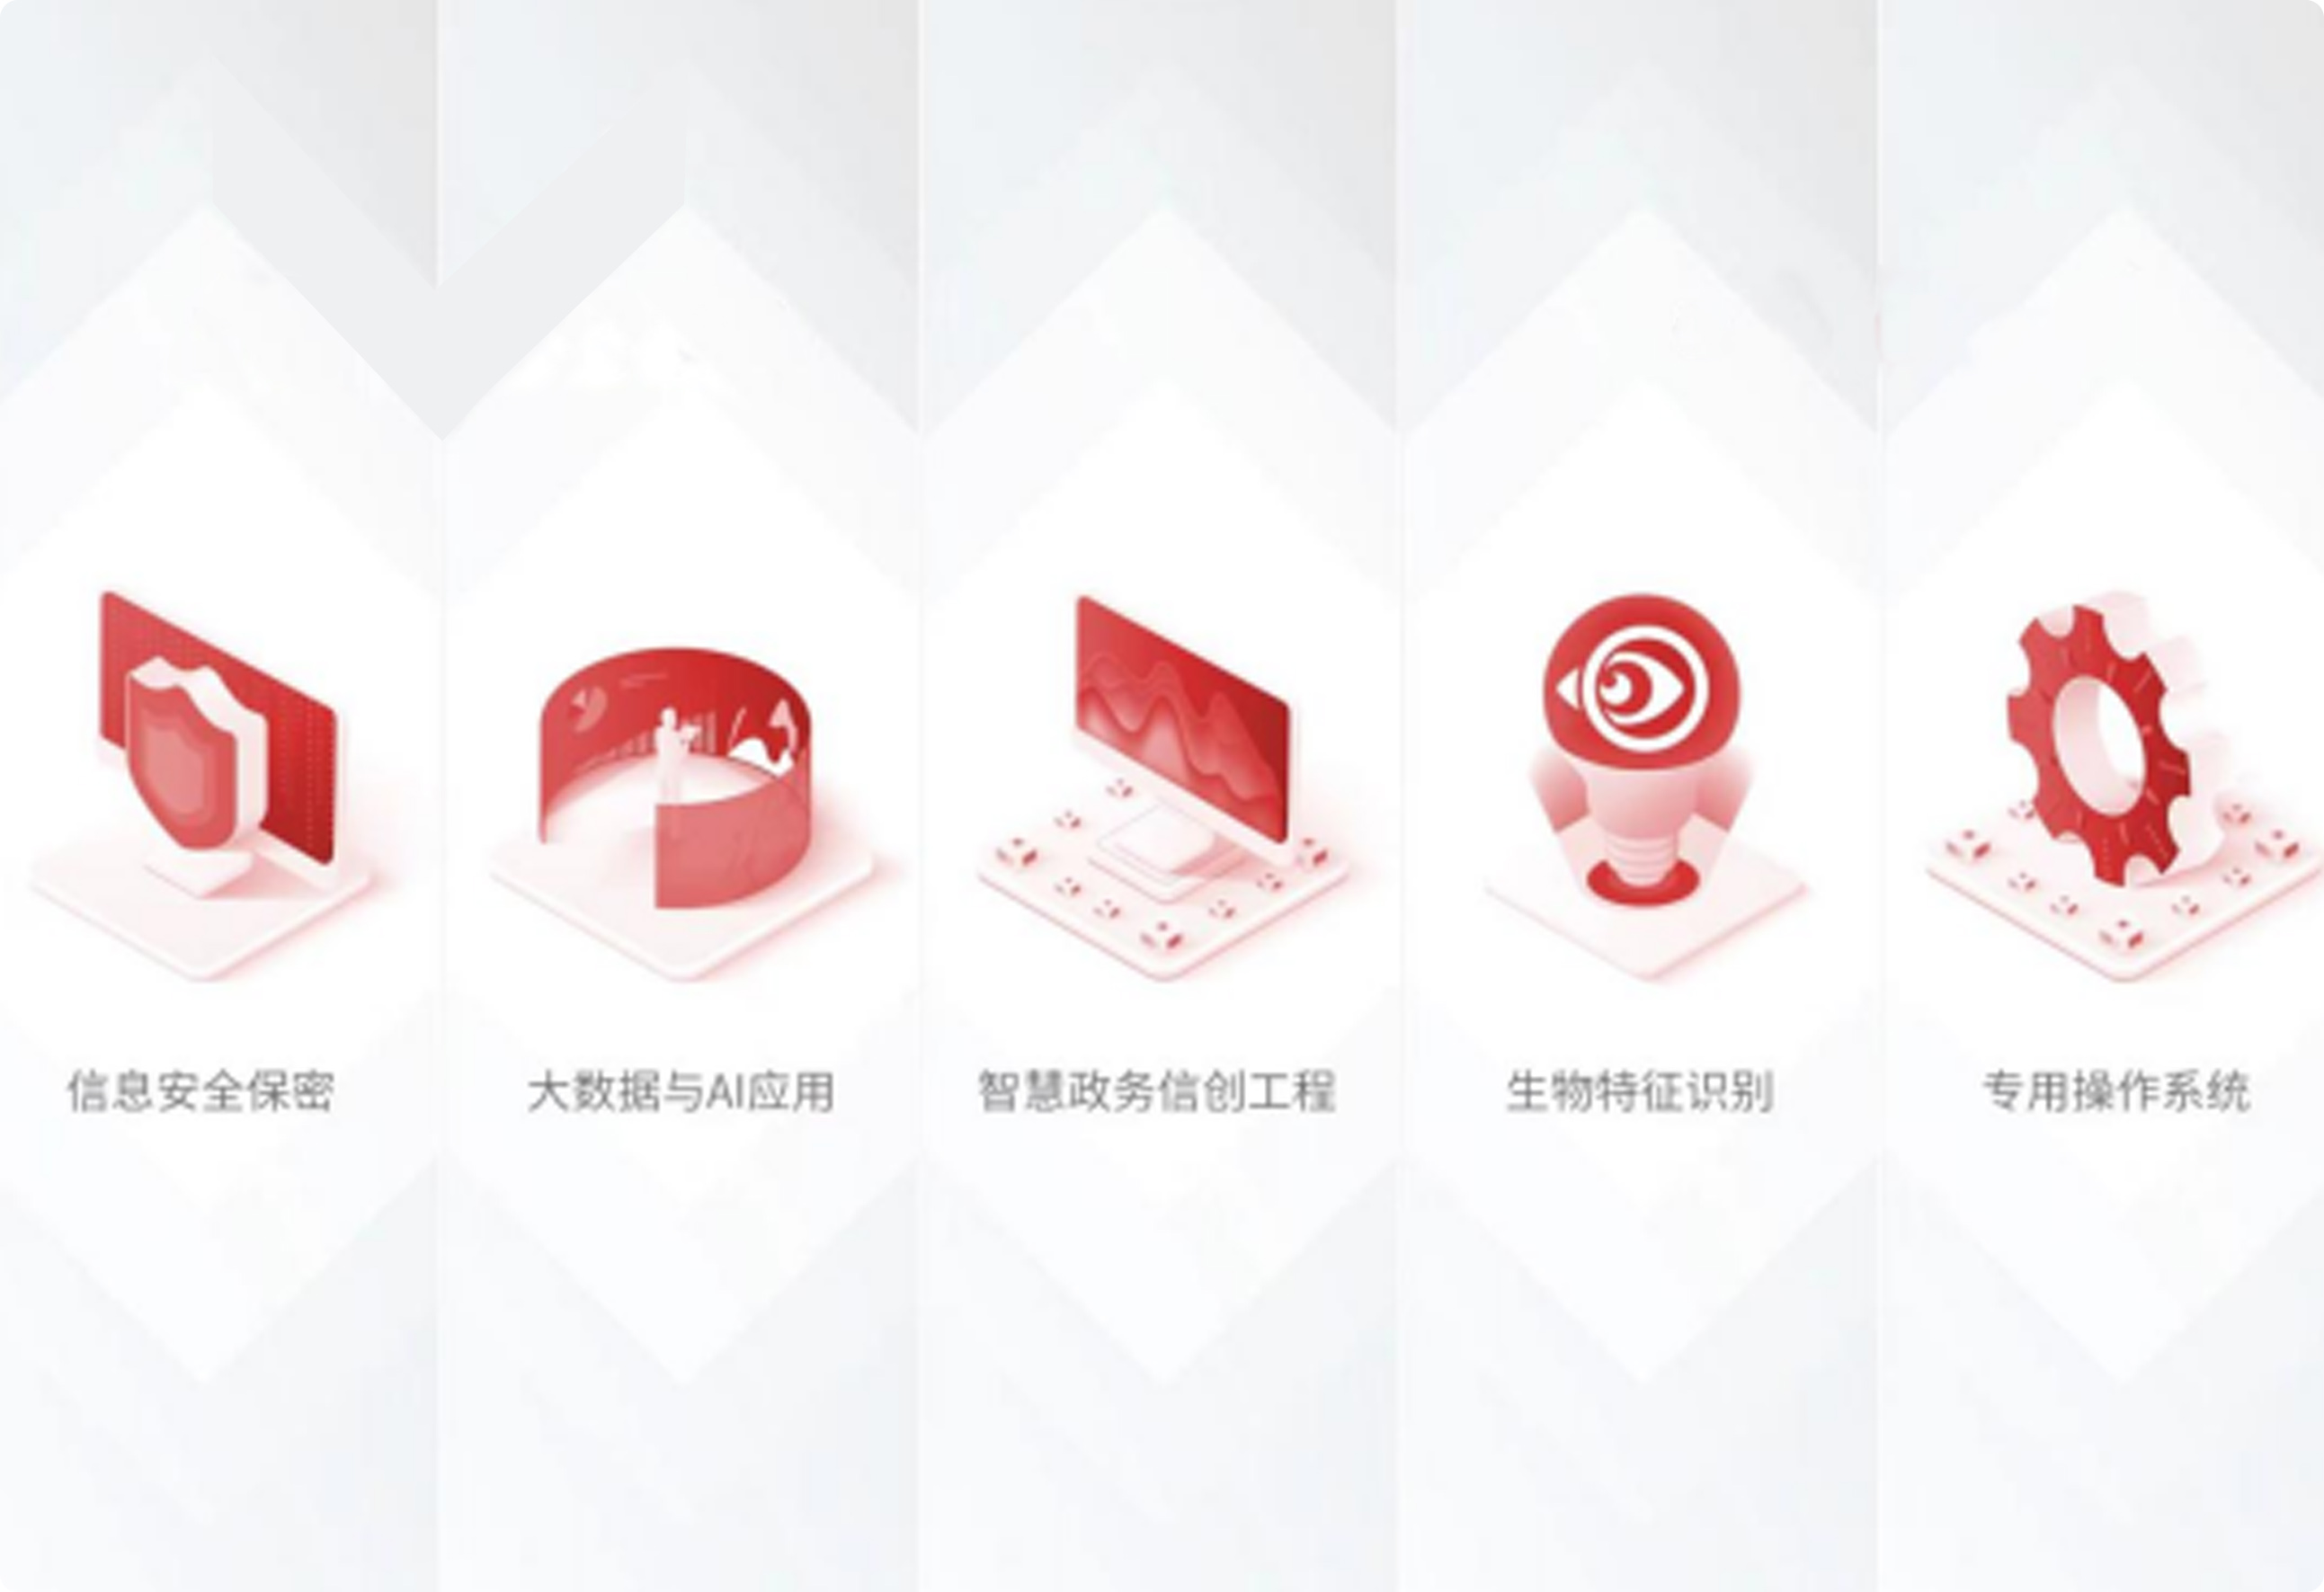 信息安全保密
大数据与AI应用
智慧政务信创工程
生物特征识别
专用操作系统